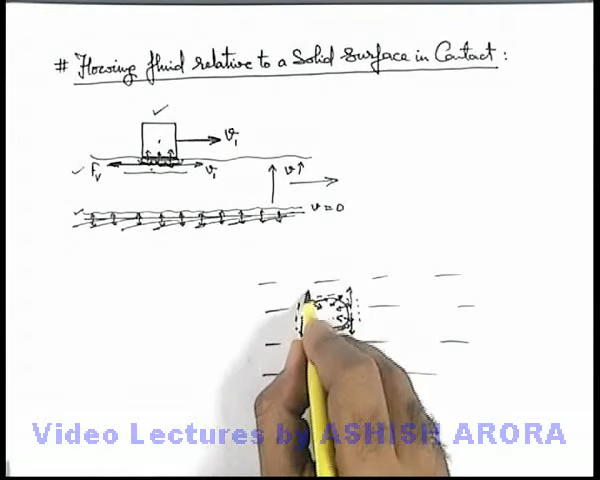 # Flowing fluid relative to a Solid Surface in Contact :
v₁
Fᵥ v₁ v↑
v = 0
Video Lectures by ASHISH ARORA